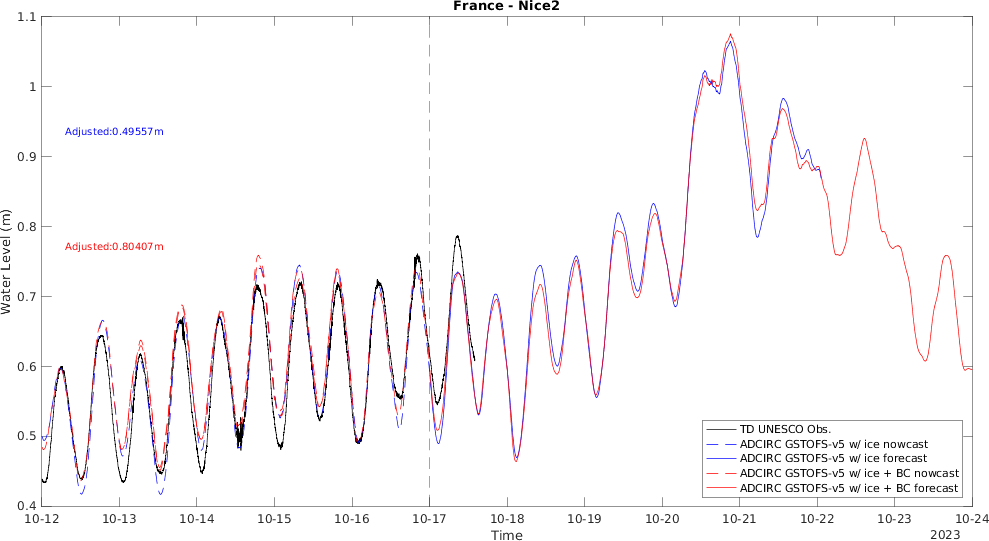 France - Nice2
1.1
1
0.9
0.8
0.7
0.6
0.5
0.4
Water Level (m)
Adjusted:0.49557m
Adjusted:0.80407m
TD UNESCO Obs.
ADCIRC GSTOFS-v5 w/ ice nowcast
ADCIRC GSTOFS-v5 w/ ice forecast
ADCIRC GSTOFS-v5 w/ ice + BC nowcast
ADCIRC GSTOFS-v5 w/ ice + BC forecast
10-12 10-13 10-14 10-15 10-16 10-17 10-18 10-19 10-20 10-21 10-22 10-23 10-24
Time
2023